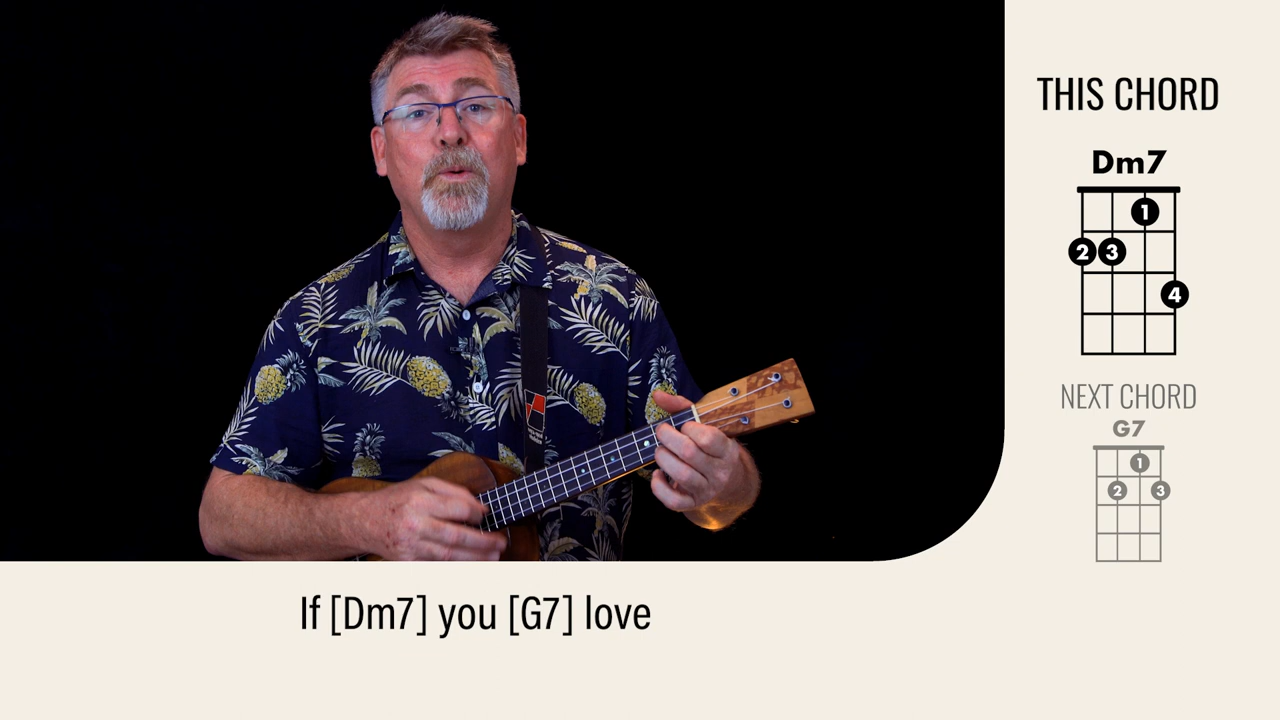 THIS CHORD
Dm7
1
2 3
4
NEXT CHORD
G7
1
2 3
If [Dm7] you [G7] love